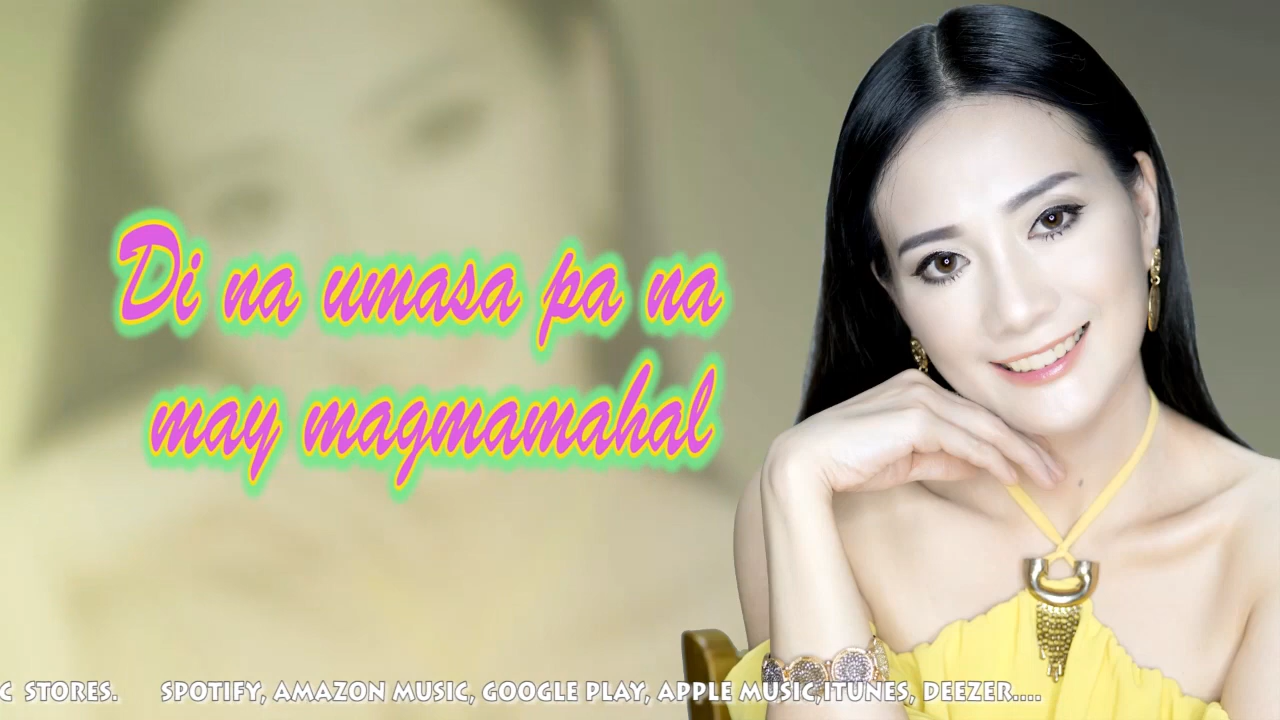 Di na umasa pa na
may magmamahal
C STORES. SPOTIFY, AMAZON MUSIC, GOOGLE PLAY, APPLE MUSIC,ITUNES, DEEZER....